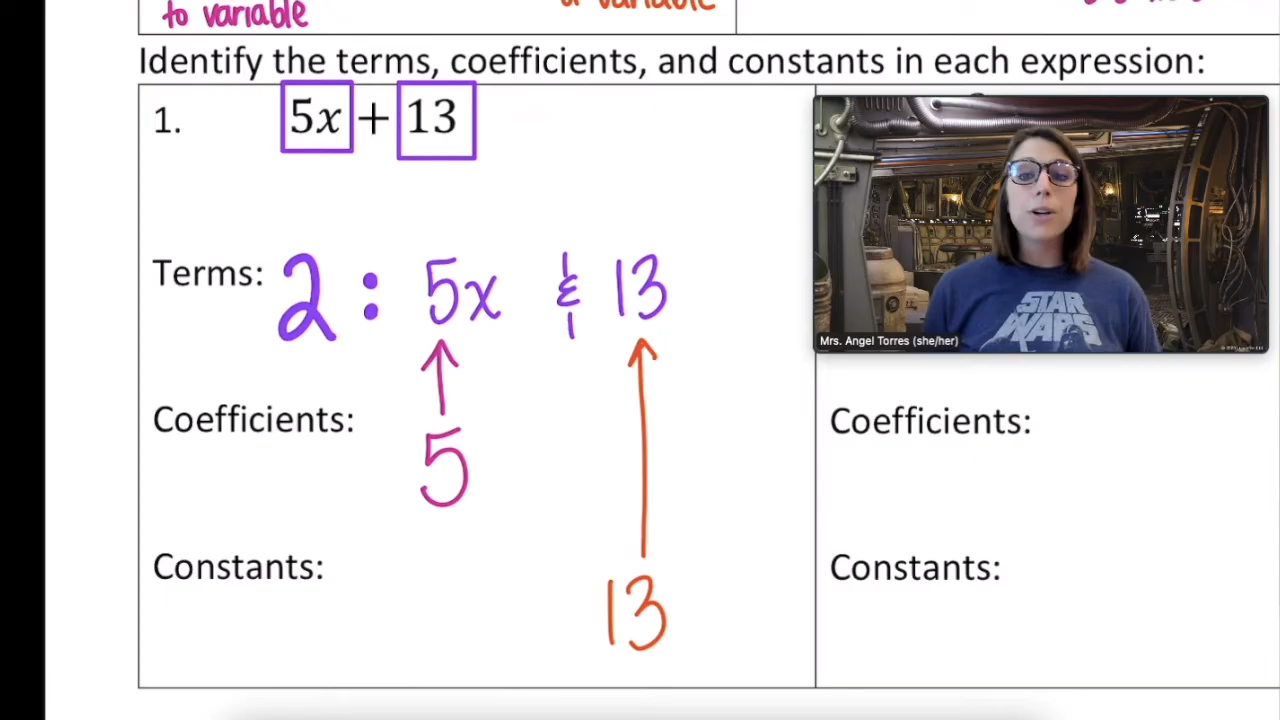 to variable
a variable
Identify the terms, coefficients, and constants in each expression:
1. 5x + 13
Terms: 2 : 5x & 13
Coefficients: 5
Constants: 13
STAR
WARS
Mrs. Angel Torres (she/her)
Coefficients:
Constants: